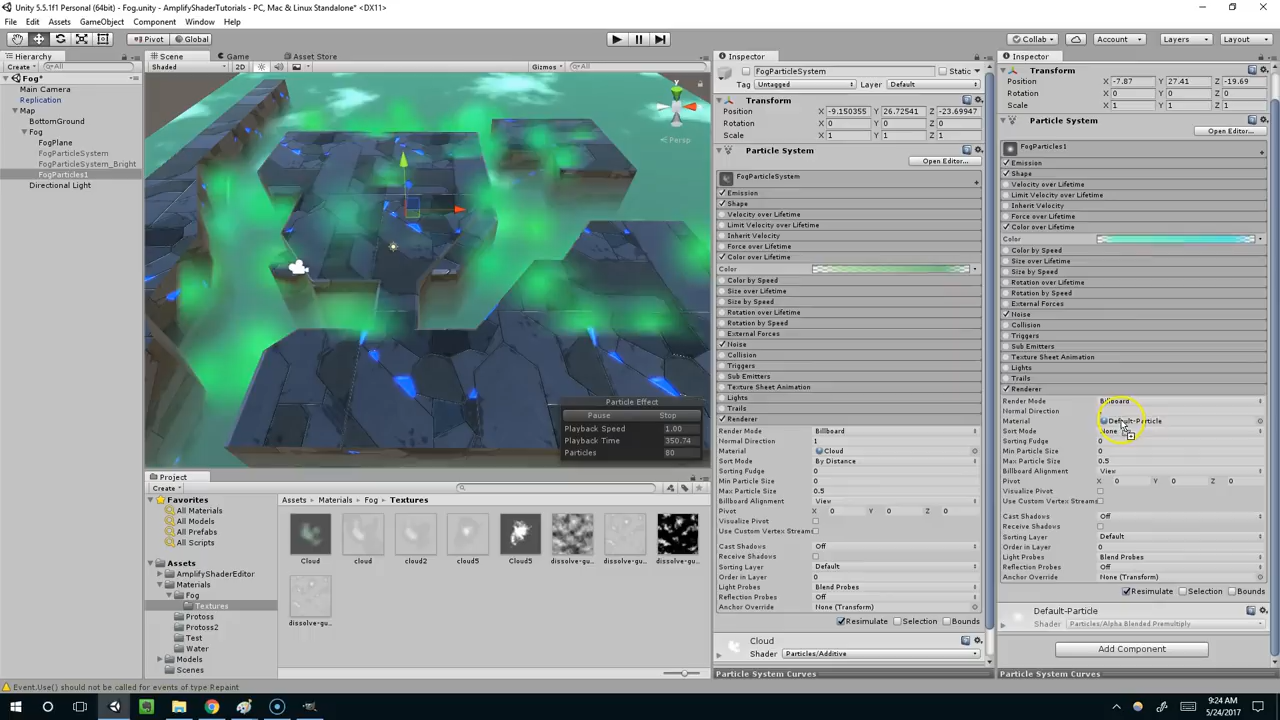 Unity 5.5.1f1 Personal (64bit) - Fog.unity - AmplifyShaderTutorials - PC, Mac & Linux Standalone* <DX11>
File Edit Assets GameObject Component Window Help
Pivot Global
Collab Account Layers Layout
Hierarchy
Create All
Fog*
Main Camera
Replication
Map
BottomGround
Fog
FogPlane
FogParticleSystem
FogParticleSystem_Bright
FogParticles1
Directional Light
Scene Game Asset Store
Shaded 2D Gizmos All
y
Persp
Particle Effect
Pause Stop
Playback Speed 1.00
Playback Time 350.74
Particles 80
Project
Create
Favorites
All Materials
All Models
All Prefabs
All Scripts
Assets
AmplifyShaderEditor
Materials
Fog
Textures
Protoss
Protoss2
Test
Water
Models
Scenes
Assets Materials Fog Textures
Cloud cloud cloud2 cloud5 Cloud5 dissolve-gu... dissolve-gu... dissolve-gu...
dissolve-gu...
Inspector
FogParticleSystem Static
Tag Untagged Layer Default
Transform
Position X -9.150355 Y 26.72541 Z -23.69947
Rotation X 0 Y 0 Z 0
Scale X 1 Y 1 Z 1
Particle System
Open Editor...
FogParticleSystem
Emission
Shape
Velocity over Lifetime
Limit Velocity over Lifetime
Inherit Velocity
Force over Lifetime
Color over Lifetime
Color
Color by Speed
Size over Lifetime
Size by Speed
Rotation over Lifetime
Rotation by Speed
External Forces
Noise
Collision
Triggers
Sub Emitters
Texture Sheet Animation
Lights
Trails
Renderer
Render Mode Billboard
Normal Direction 1
Material Cloud
Sort Mode By Distance
Sorting Fudge 0
Min Particle Size 0
Max Particle Size 0.5
Billboard Alignment View
Pivot X 0 Y 0 Z 0
Visualize Pivot
Use Custom Vertex Stream
Cast Shadows Off
Receive Shadows
Sorting Layer Default
Order in Layer 0
Light Probes Blend Probes
Reflection Probes Off
Anchor Override None (Transform)
Resimulate Selection Bounds
Cloud
Shader Particles/Additive
Particle System Curves
Inspector
Transform
Position X -7.87 Y 27.41 Z -19.69
Rotation X 0 Y 0 Z 0
Scale X 1 Y 1 Z 1
Particle System
Open Editor...
FogParticles1
Emission
Shape
Velocity over Lifetime
Limit Velocity over Lifetime
Inherit Velocity
Force over Lifetime
Color over Lifetime
Color
Color by Speed
Size over Lifetime
Size by Speed
Rotation over Lifetime
Rotation by Speed
External Forces
Noise
Collision
Triggers
Sub Emitters
Texture Sheet Animation
Lights
Trails
Renderer
Render Mode Billboard
Normal Direction
Material Default-Particle
Sort Mode None
Sorting Fudge 0
Min Particle Size 0
Max Particle Size 0.5
Billboard Alignment View
Pivot X 0 Y 0 Z 0
Visualize Pivot
Use Custom Vertex Streams
Cast Shadows Off
Receive Shadows
Sorting Layer Default
Order in Layer 0
Light Probes Blend Probes
Reflection Probes Off
Anchor Override None (Transform)
Resimulate Selection Bounds
Default-Particle
Shader Particles/Alpha Blended Premultiply
Add Component
Particle System Curves
Event.Use() should not be called for events of type Repaint
9:24 AM
5/24/2017